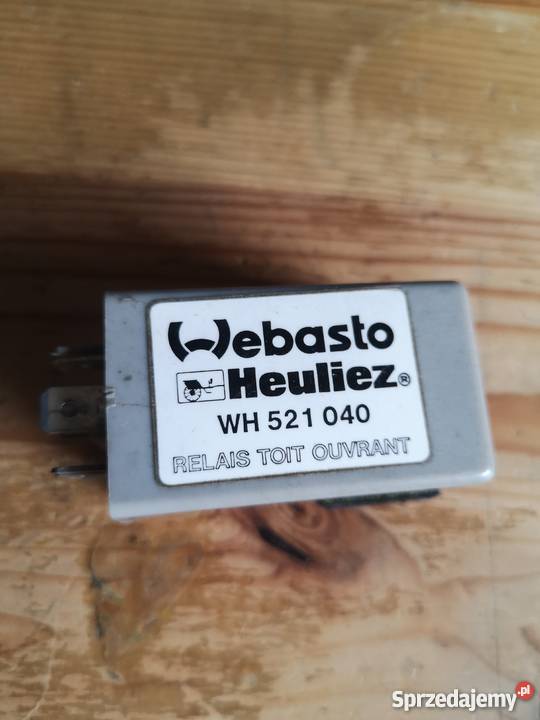 Webasto
Heuliez®
WH 521 040
RELAIS TOIT OUVRANT
Sprzedajemy.pl